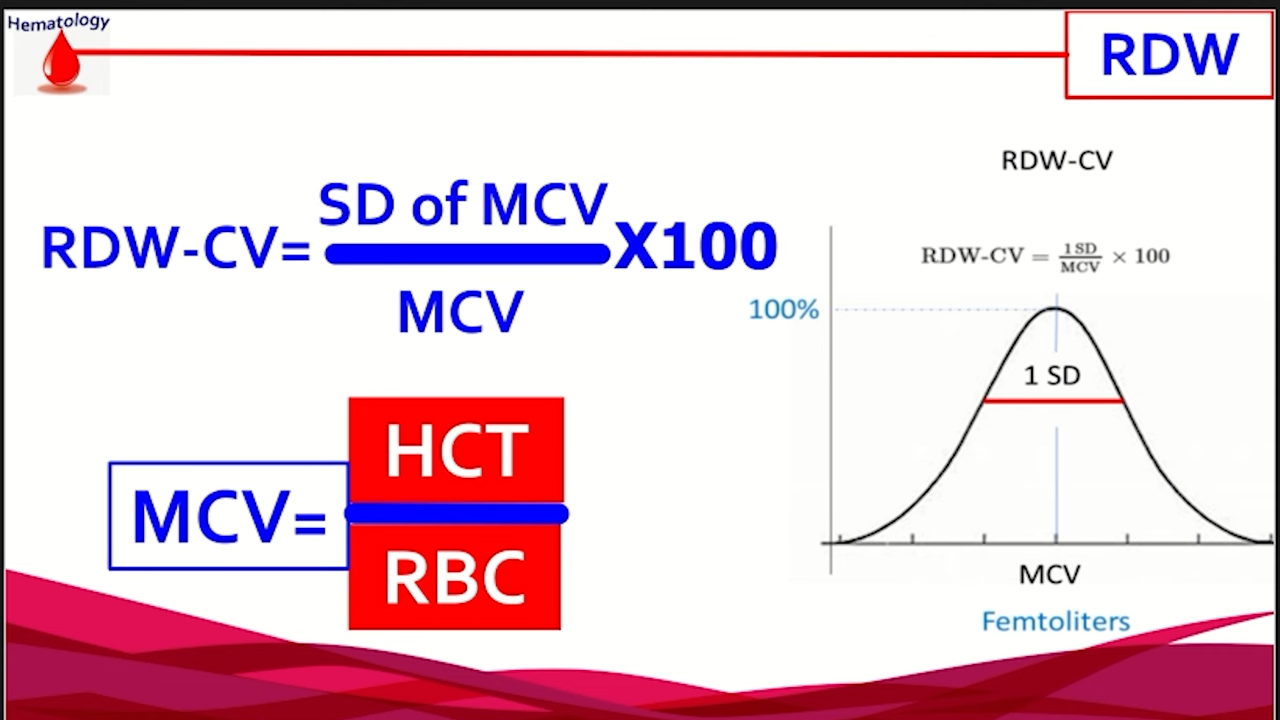 Hematology
RDW
RDW-CV= SD of MCV X100
MCV
MCV= HCT
RBC
RDW-CV
RDW-CV = 1 SD / MCV × 100
100%
1 SD
MCV
Femtoliters